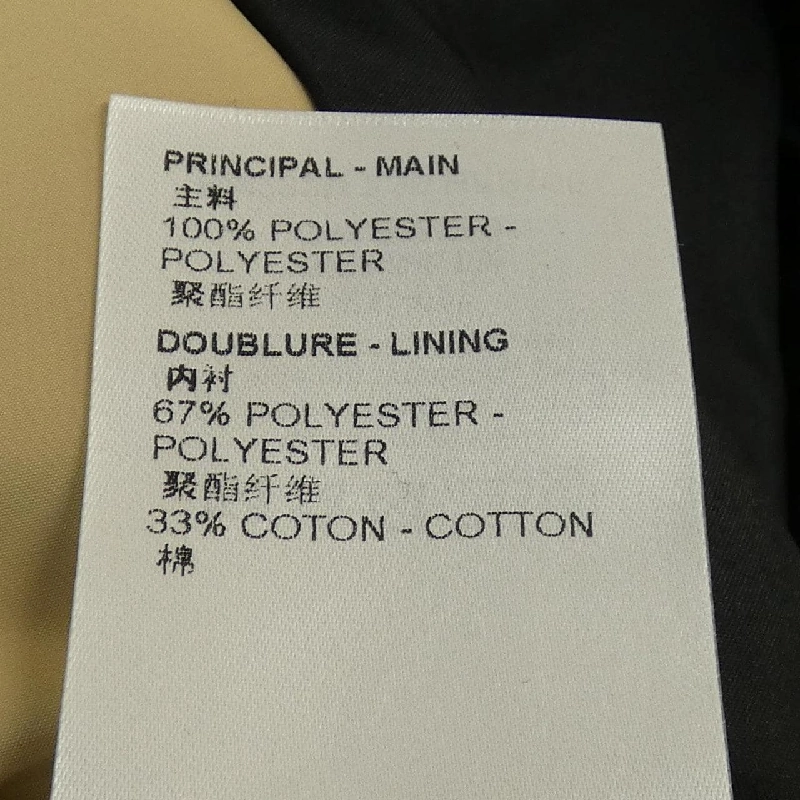 PRINCIPAL - MAIN
主料
100% POLYESTER -
POLYESTER
聚酯纤维
DOUBLURE - LINING
内衬
67% POLYESTER -
POLYESTER
聚酯纤维
33% COTON - COTTON
棉